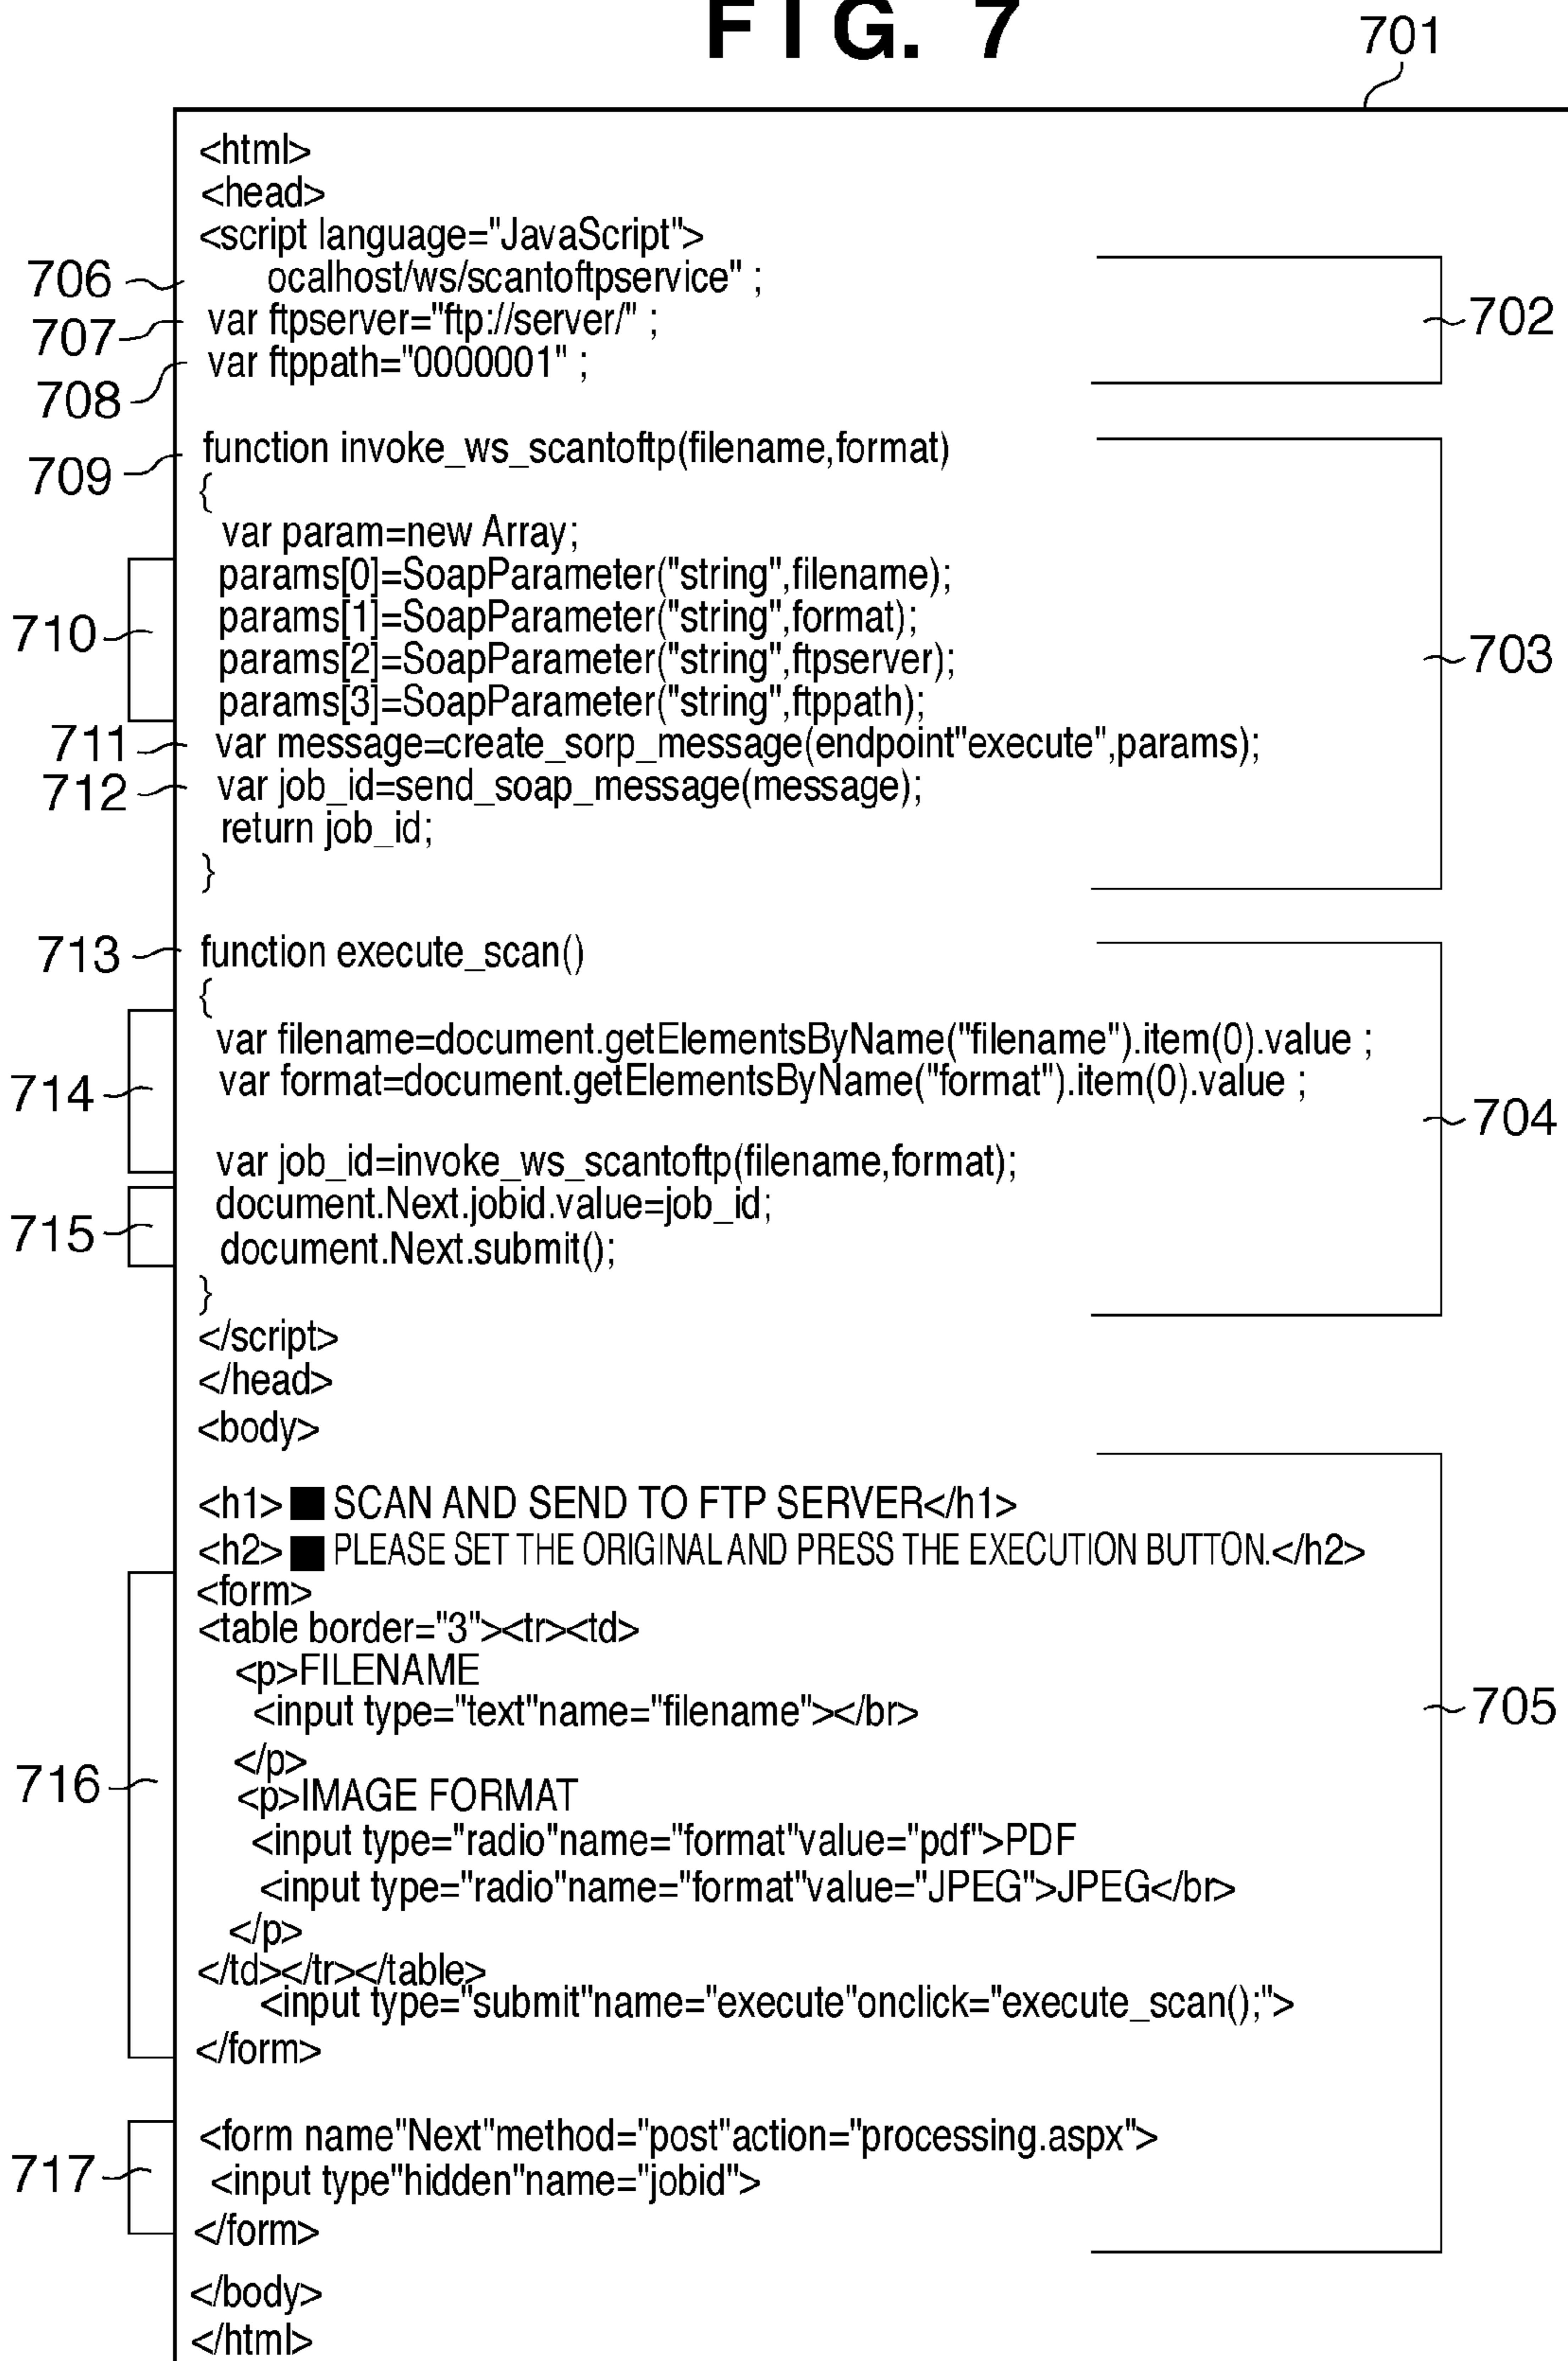 FIG. 7
701
<html>
<head>
<script language="JavaScript">
706 ocalhost/ws/scantoftpservice" ;
707 var ftpserver="ftp://server/" ;
702
708 var ftppath="0000001" ;
709 function invoke_ws_scantoftp(filename,format)
{
var param=new Array;
710
params[0]=SoapParameter("string",filename);
params[1]=SoapParameter("string",format);
params[2]=SoapParameter("string",ftpserver);
703
params[3]=SoapParameter("string",ftppath);
711 var message=create_sorp_message(endpoint"execute",params);
712 var job_id=send_soap_message(message);
return job_id;
}
713 function execute_scan()
{
714
var filename=document.getElementsByName("filename").item(0).value ;
var format=document.getElementsByName("format").item(0).value ;
704
var job_id=invoke_ws_scantoftp(filename,format);
715
document.Next.jobid.value=job_id;
document.Next.submit();
}
</script>
</head>
<body>
<h1>■ SCAN AND SEND TO FTP SERVER</h1>
<h2>■ PLEASE SET THE ORIGINAL AND PRESS THE EXECUTION BUTTON.</h2>
716
<form>
<table border="3"><tr><td>
<p>FILENAME
<input type="text"name="filename"></br>
705
</p>
<p>IMAGE FORMAT
<input type="radio"name="format"value="pdf">PDF
<input type="radio"name="format"value="JPEG">JPEG</br>
</p>
</td></tr></table>
<input type="submit"name="execute"onclick="execute_scan();">
</form>
717
<form name"Next"method="post"action="processing.aspx">
<input type"hidden"name="jobid">
</form>
</body>
</html>